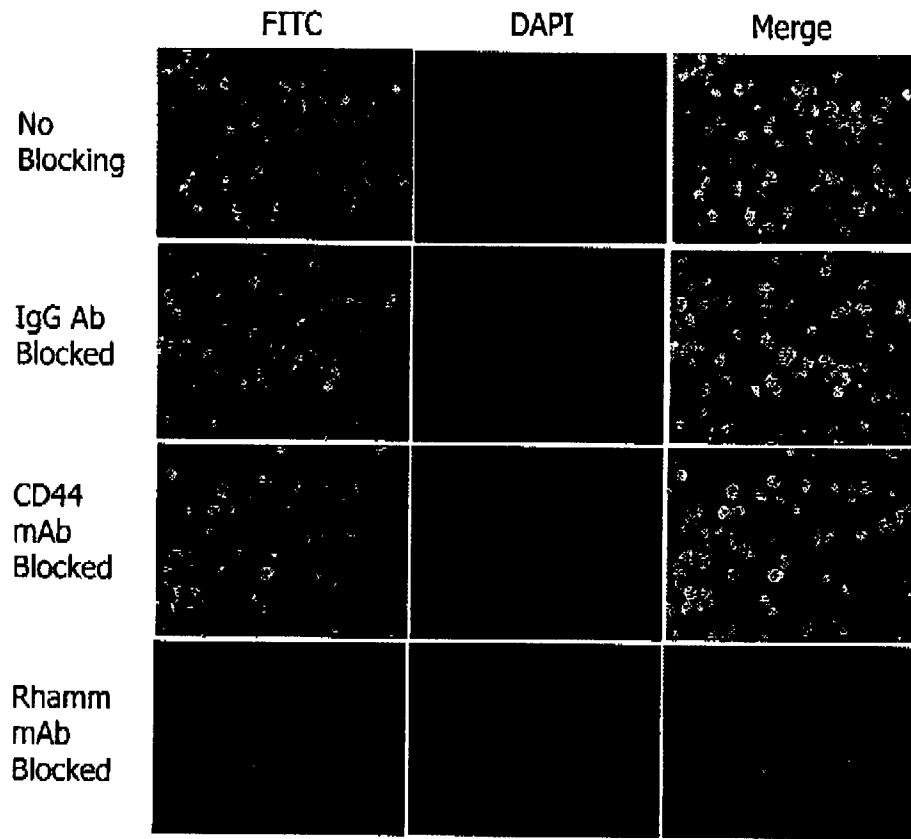 FITC DAPI Merge
No
Blocking
IgG Ab
Blocked
CD44
mAb
Blocked
Rhamm
mAb
Blocked